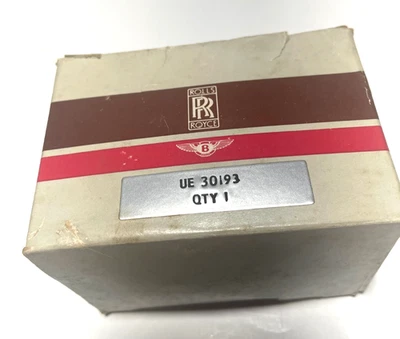 ROLLS
RR
ROYCE
B
UE 30193
QTY 1